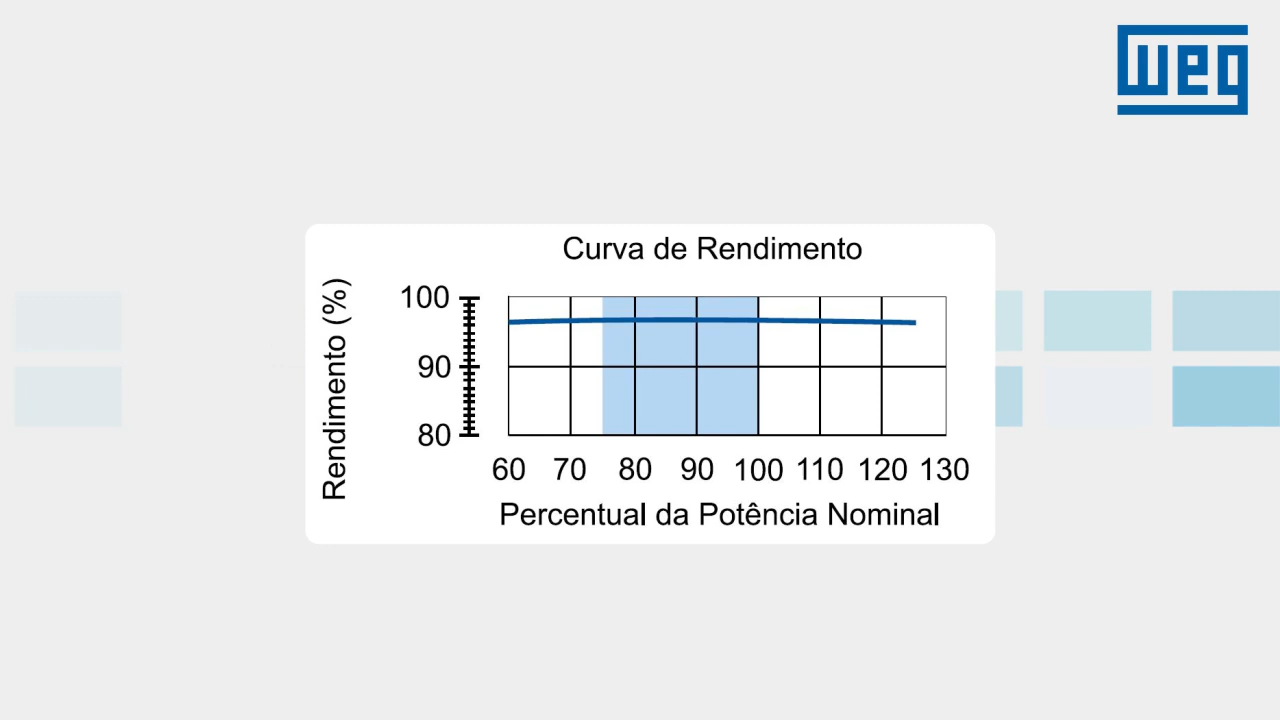 weg
Curva de Rendimento
Rendimento (%)
100
90
80
60 70 80 90 100 110 120 130
Percentual da Potência Nominal